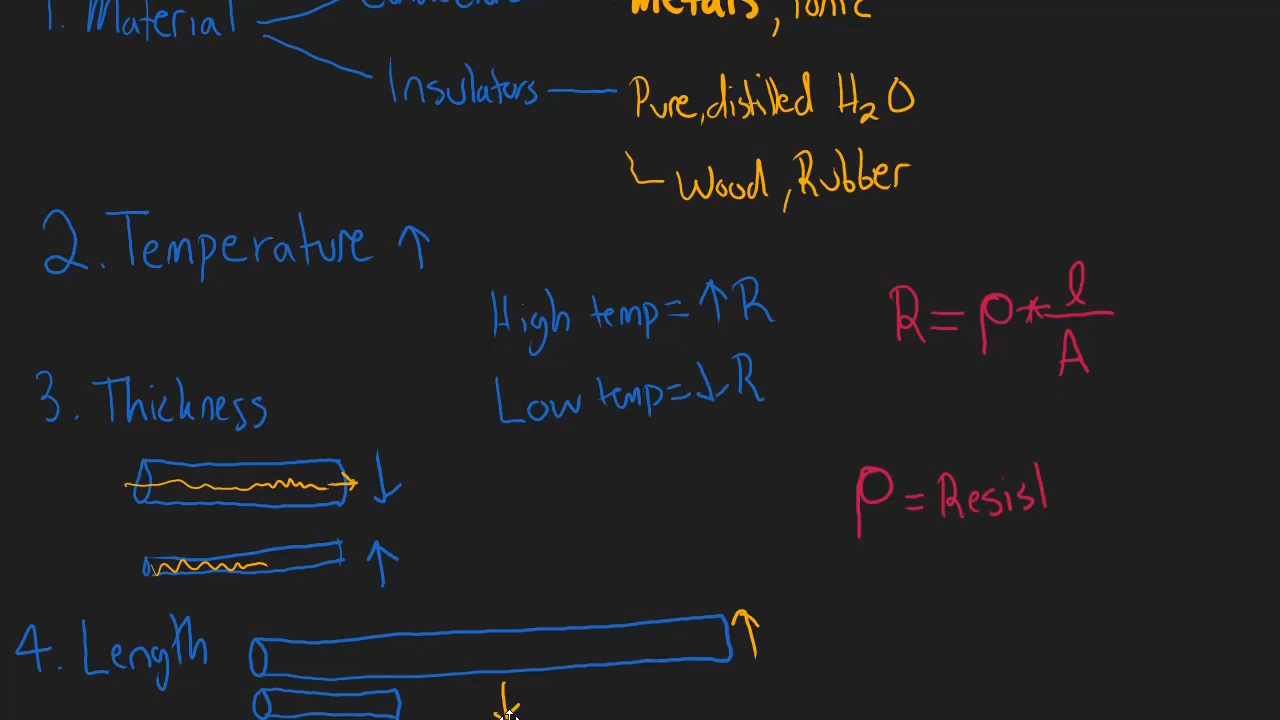 1. Material
Metals, Ionic
Insulators — Pure, distilled H₂O
Wood, Rubber
2. Temperature ↑
High temp = ↑ R
Low temp = ↓ R
R = ρ * l / A
3. Thickness
↓
↑
ρ = Resist
4. Length
↑
↓